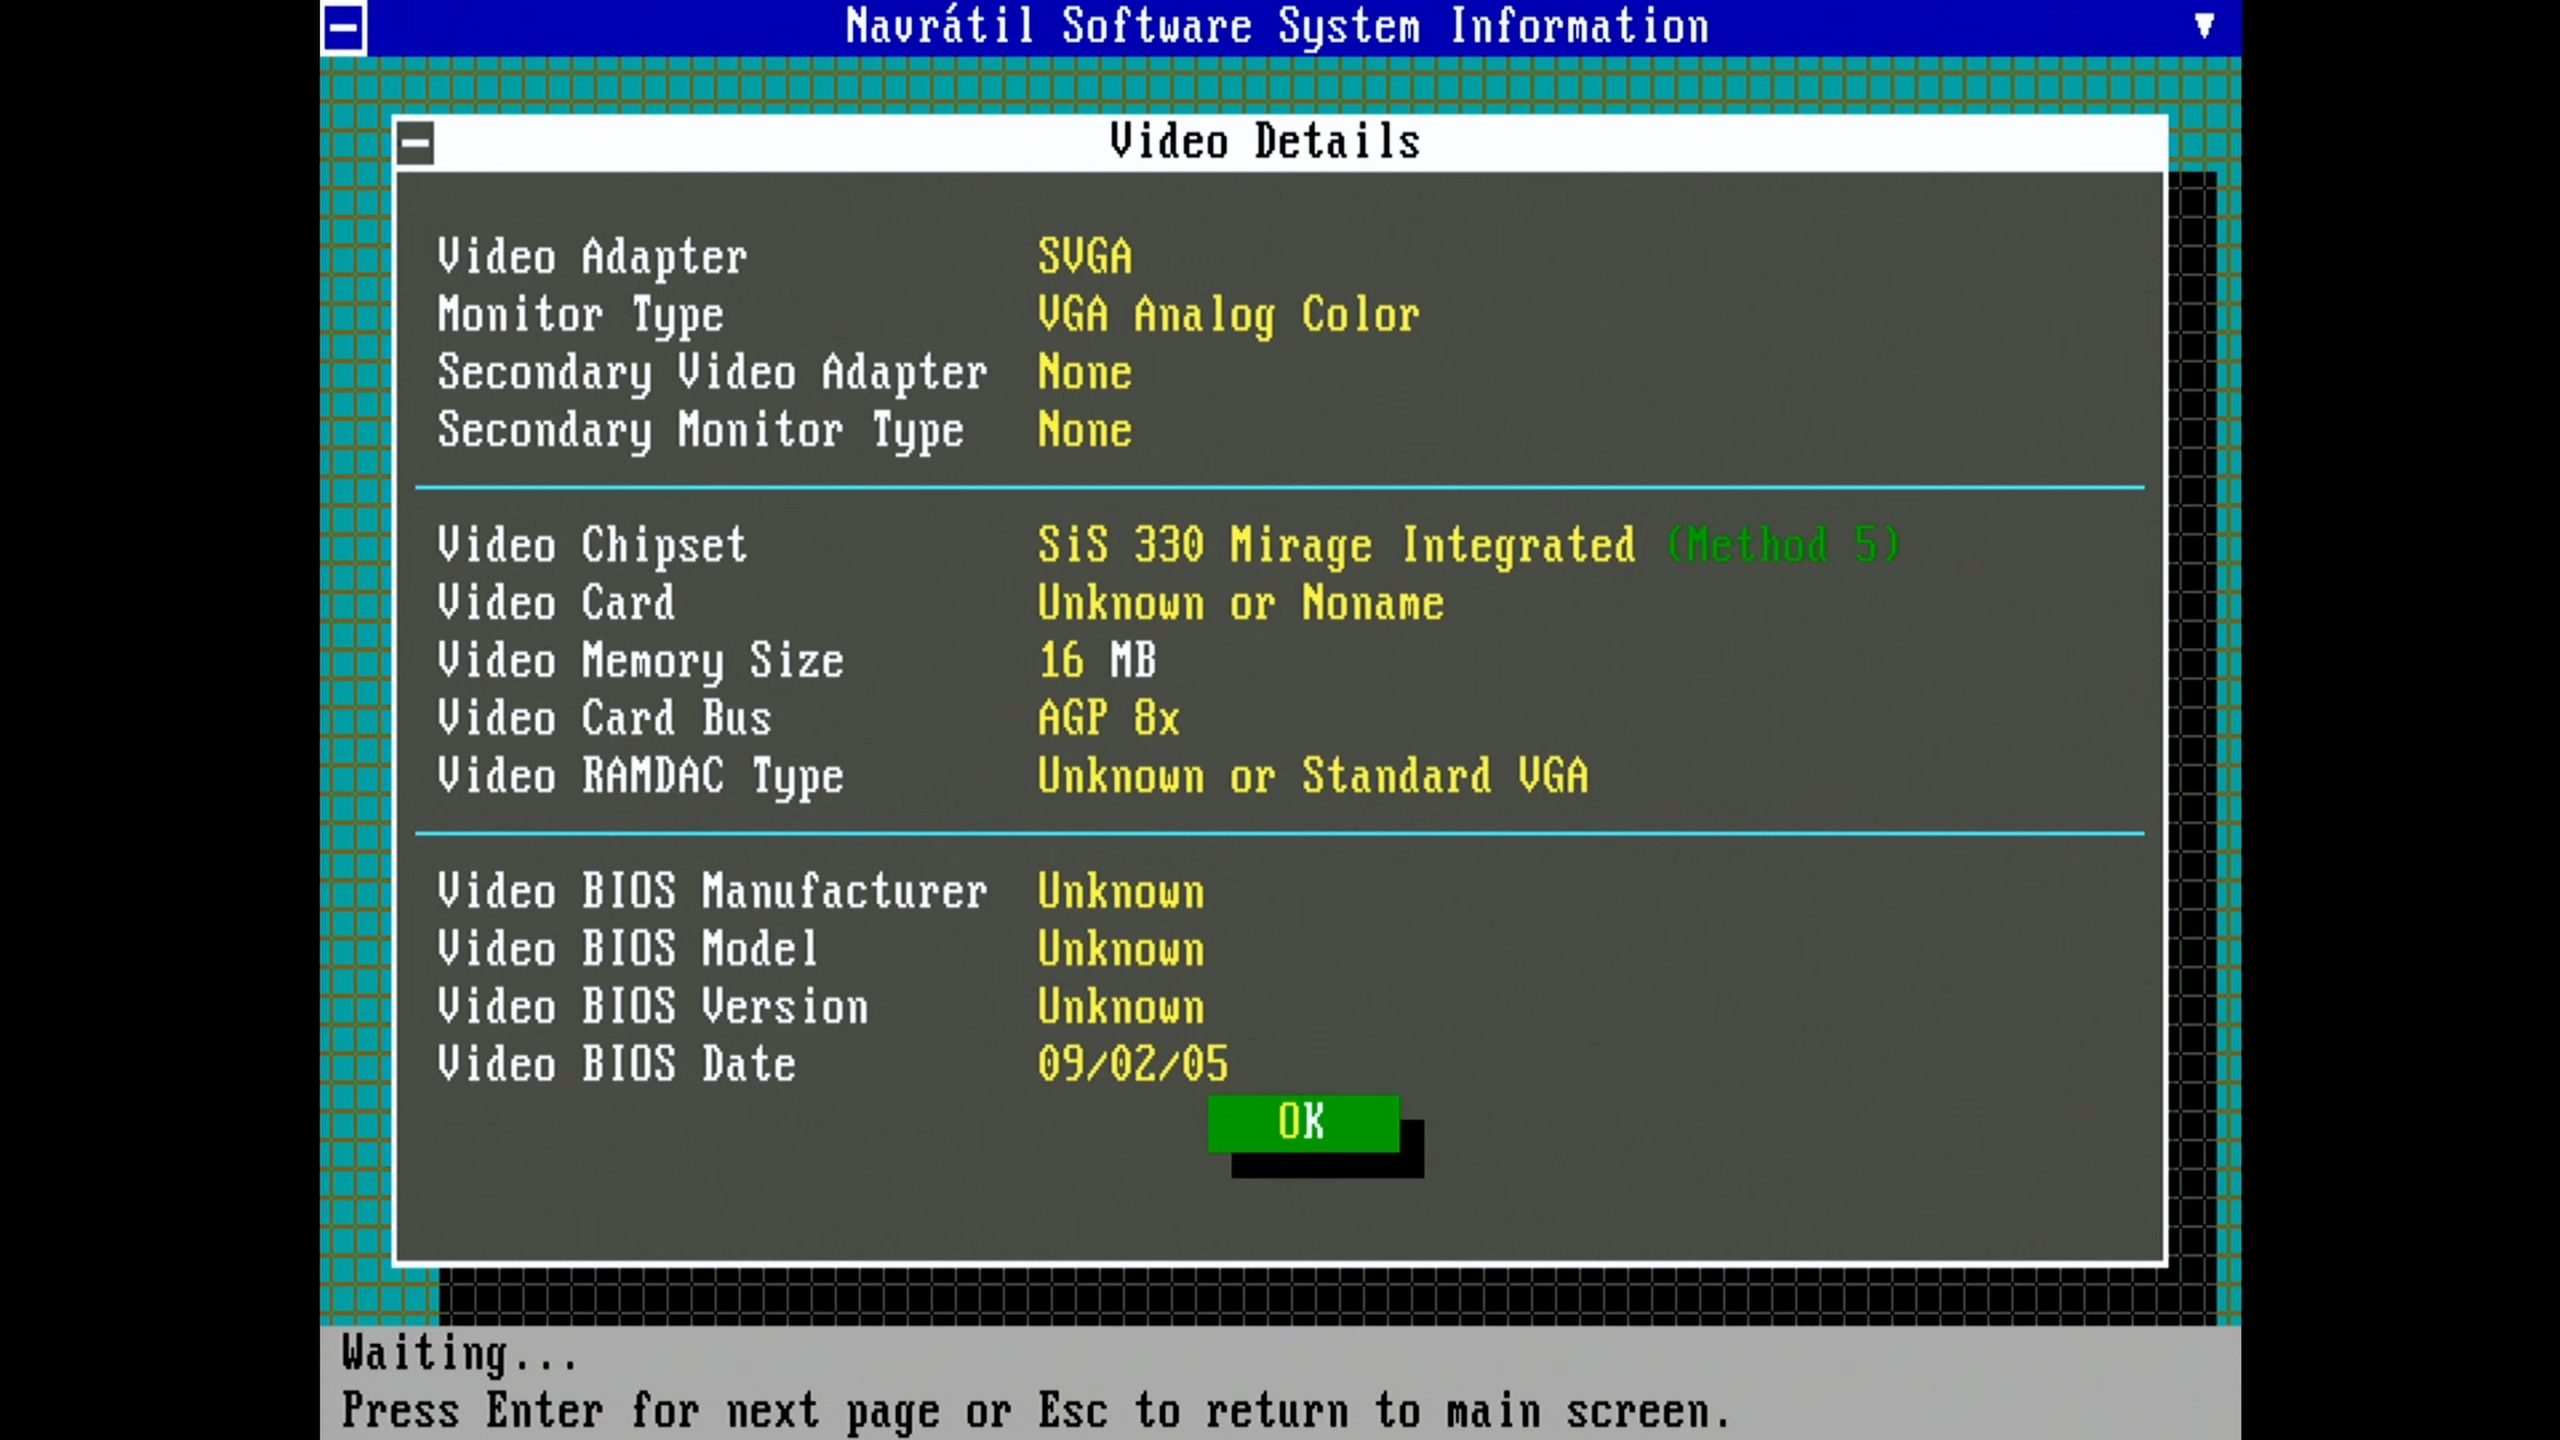 Navrátil Software System Information
Video Details
Video Adapter SVGA
Monitor Type VGA Analog Color
Secondary Video Adapter None
Secondary Monitor Type None
Video Chipset SiS 330 Mirage Integrated (Method 5)
Video Card Unknown or Noname
Video Memory Size 16 MB
Video Card Bus AGP 8x
Video RAMDAC Type Unknown or Standard VGA
Video BIOS Manufacturer Unknown
Video BIOS Model Unknown
Video BIOS Version Unknown
Video BIOS Date 09/02/05
OK
Waiting...
Press Enter for next page or Esc to return to main screen.